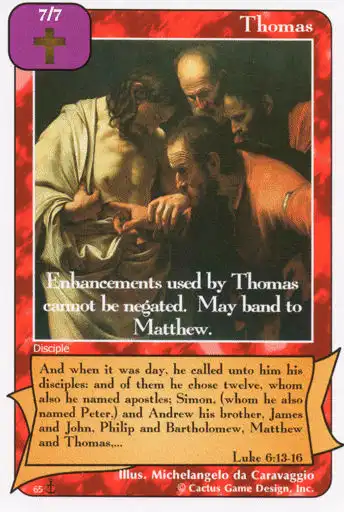 7/7
Thomas
Enhancements used by Thomas
cannot be negated. May band to
Matthew.
Disciple
And when it was day, he called unto him his
disciples: and of them he chose twelve, whom
also he named apostles; Simon, (whom he also
named Peter,) and Andrew his brother, James
and John, Philip and Bartholomew, Matthew
and Thomas,...
Luke 6:13-16
Illus. Michelangelo da Caravaggio
65
© Cactus Game Design, Inc.